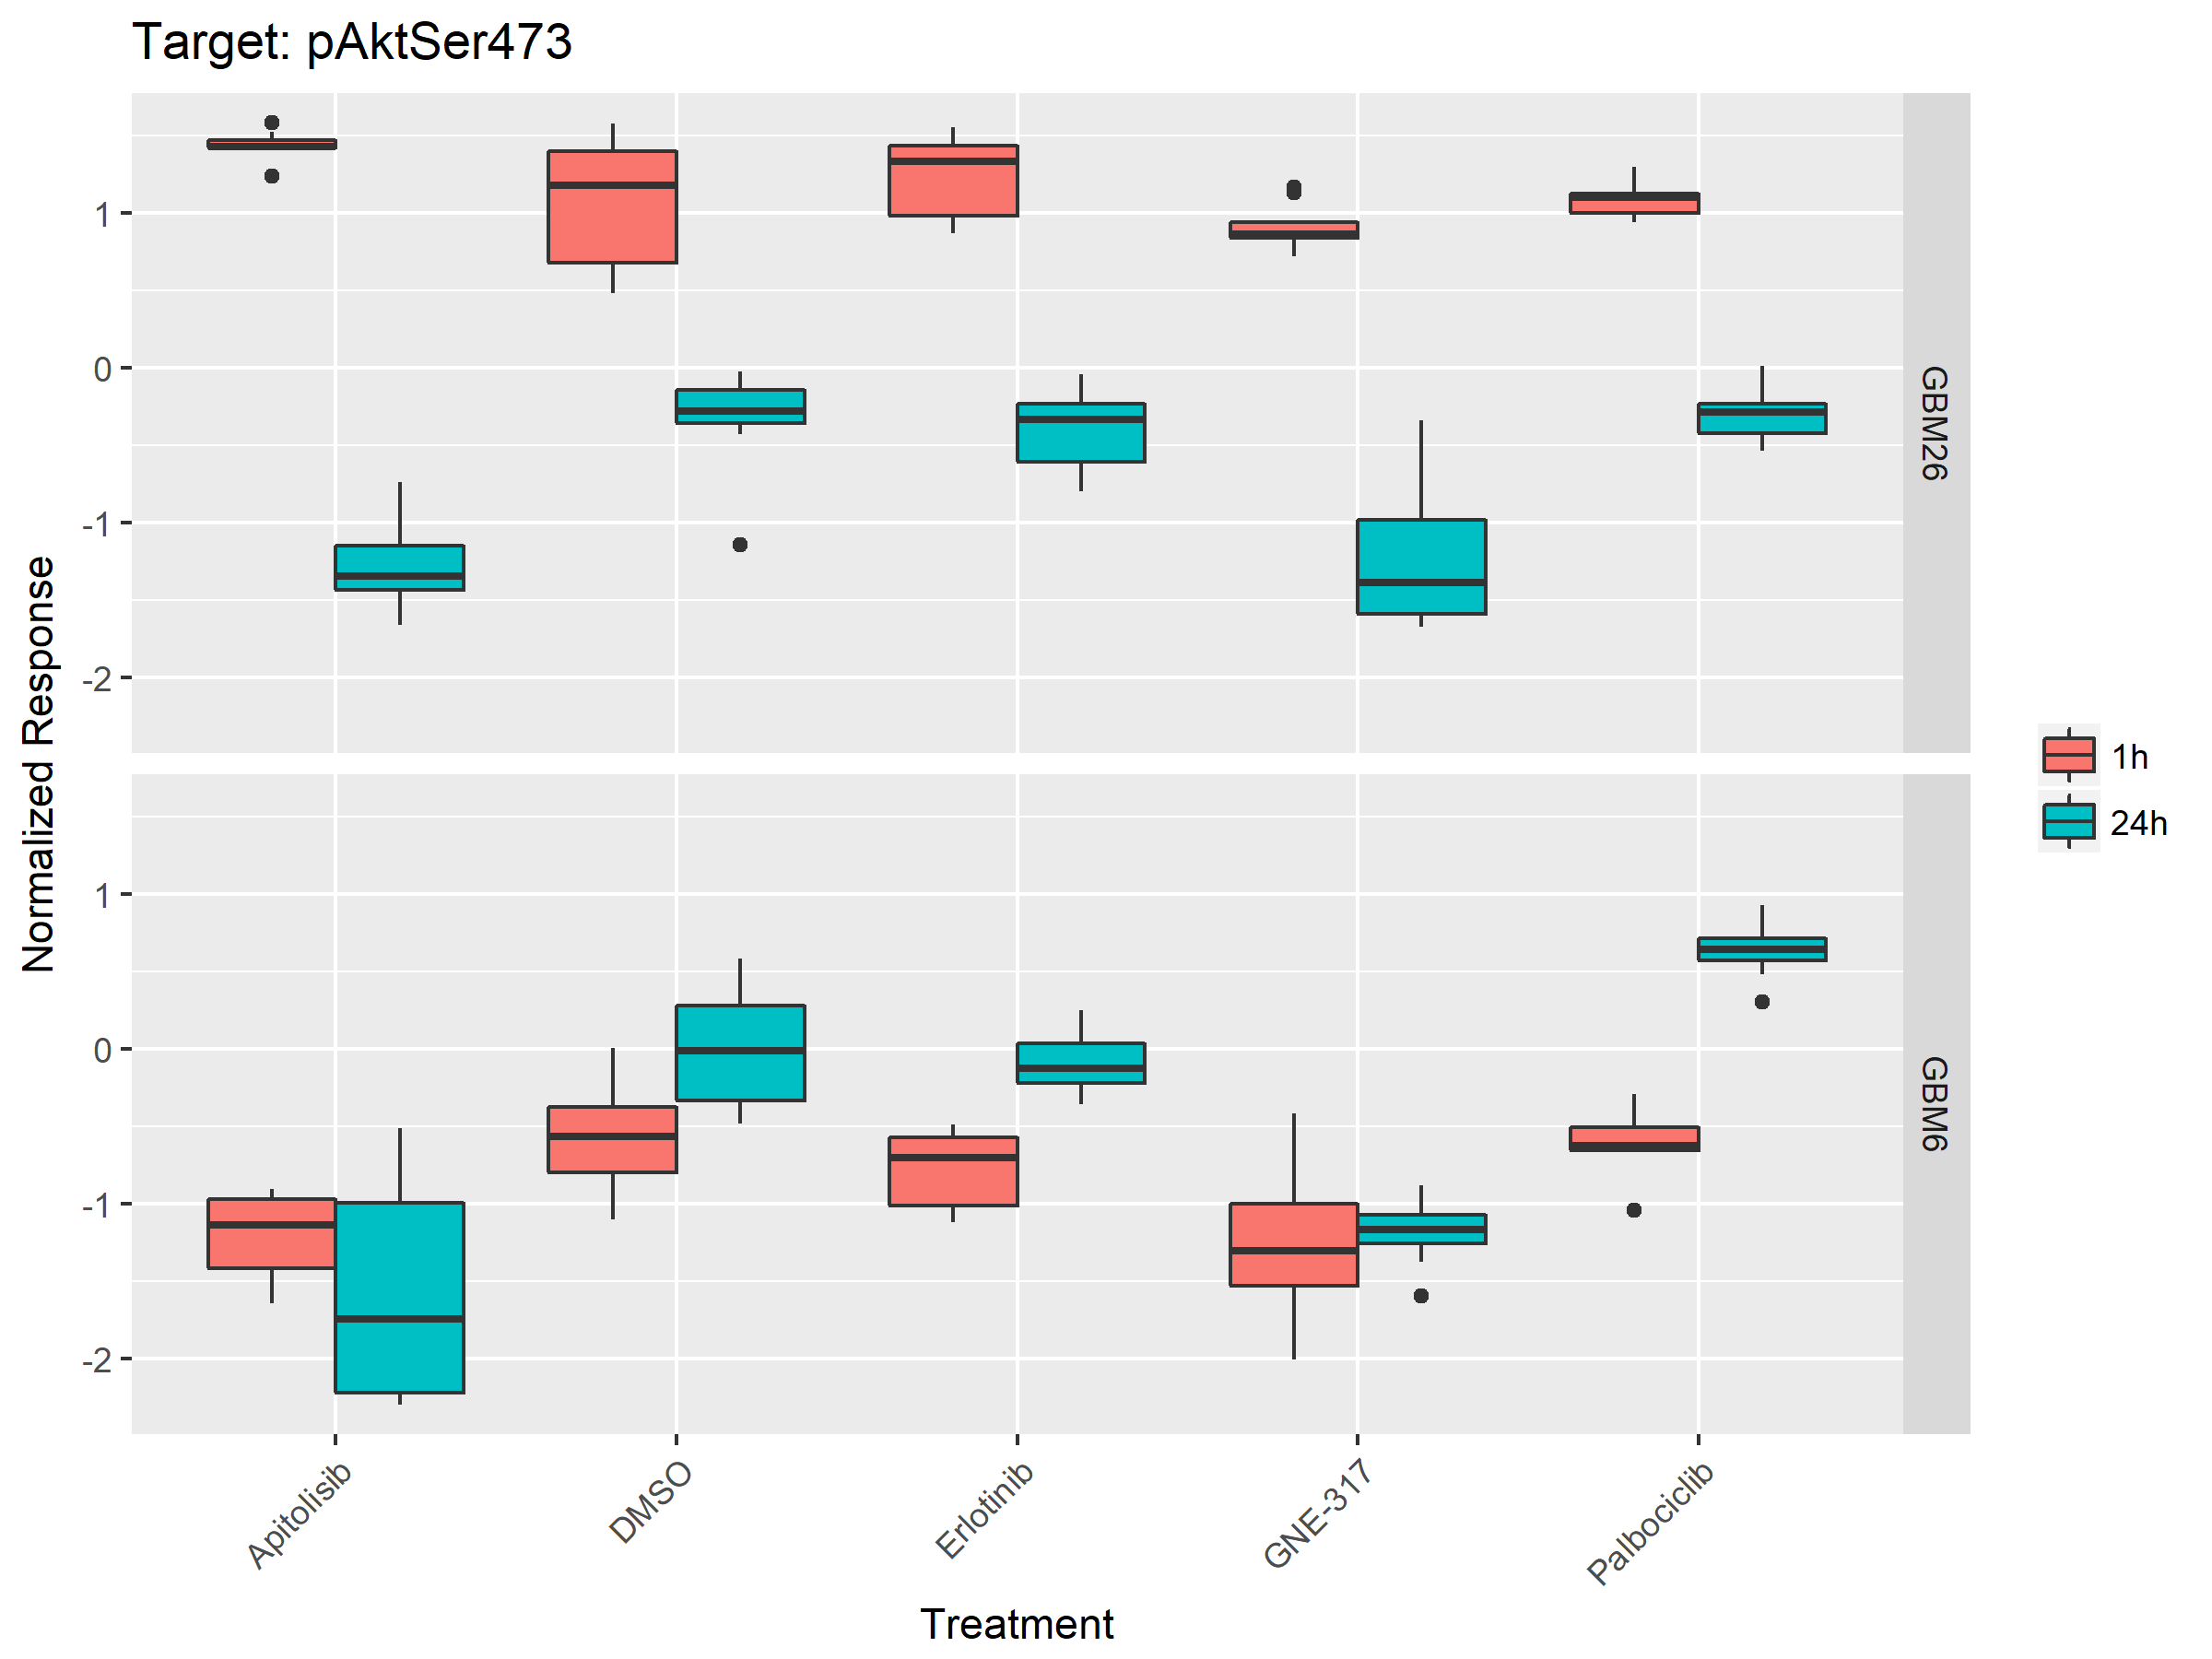 Target: pAktSer473
Normalized Response
1
0
-1
-2
GBM26
1
0
-1
-2
GBM6
1h
24h
Apitolisib
DMSO
Erlotinib
GNE-317
Palbociclib
Treatment